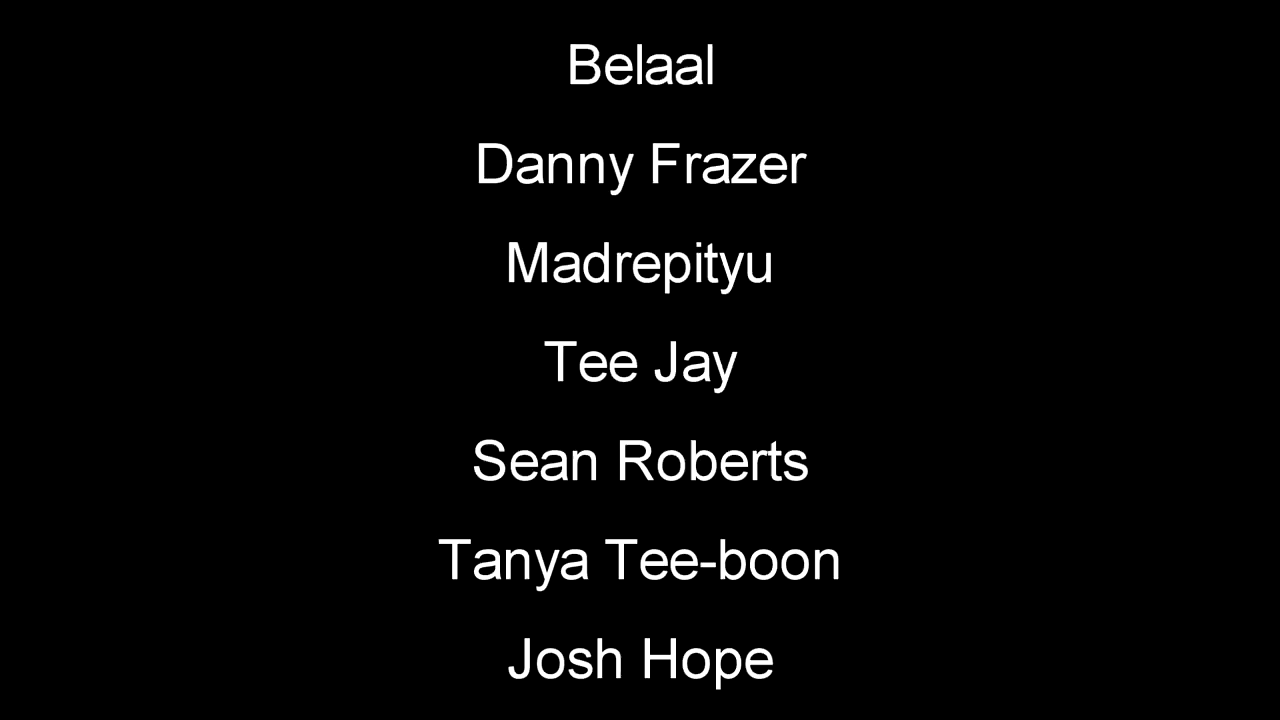 Belaal
Danny Frazer
Madrepityu
Tee Jay
Sean Roberts
Tanya Tee-boon
Josh Hope